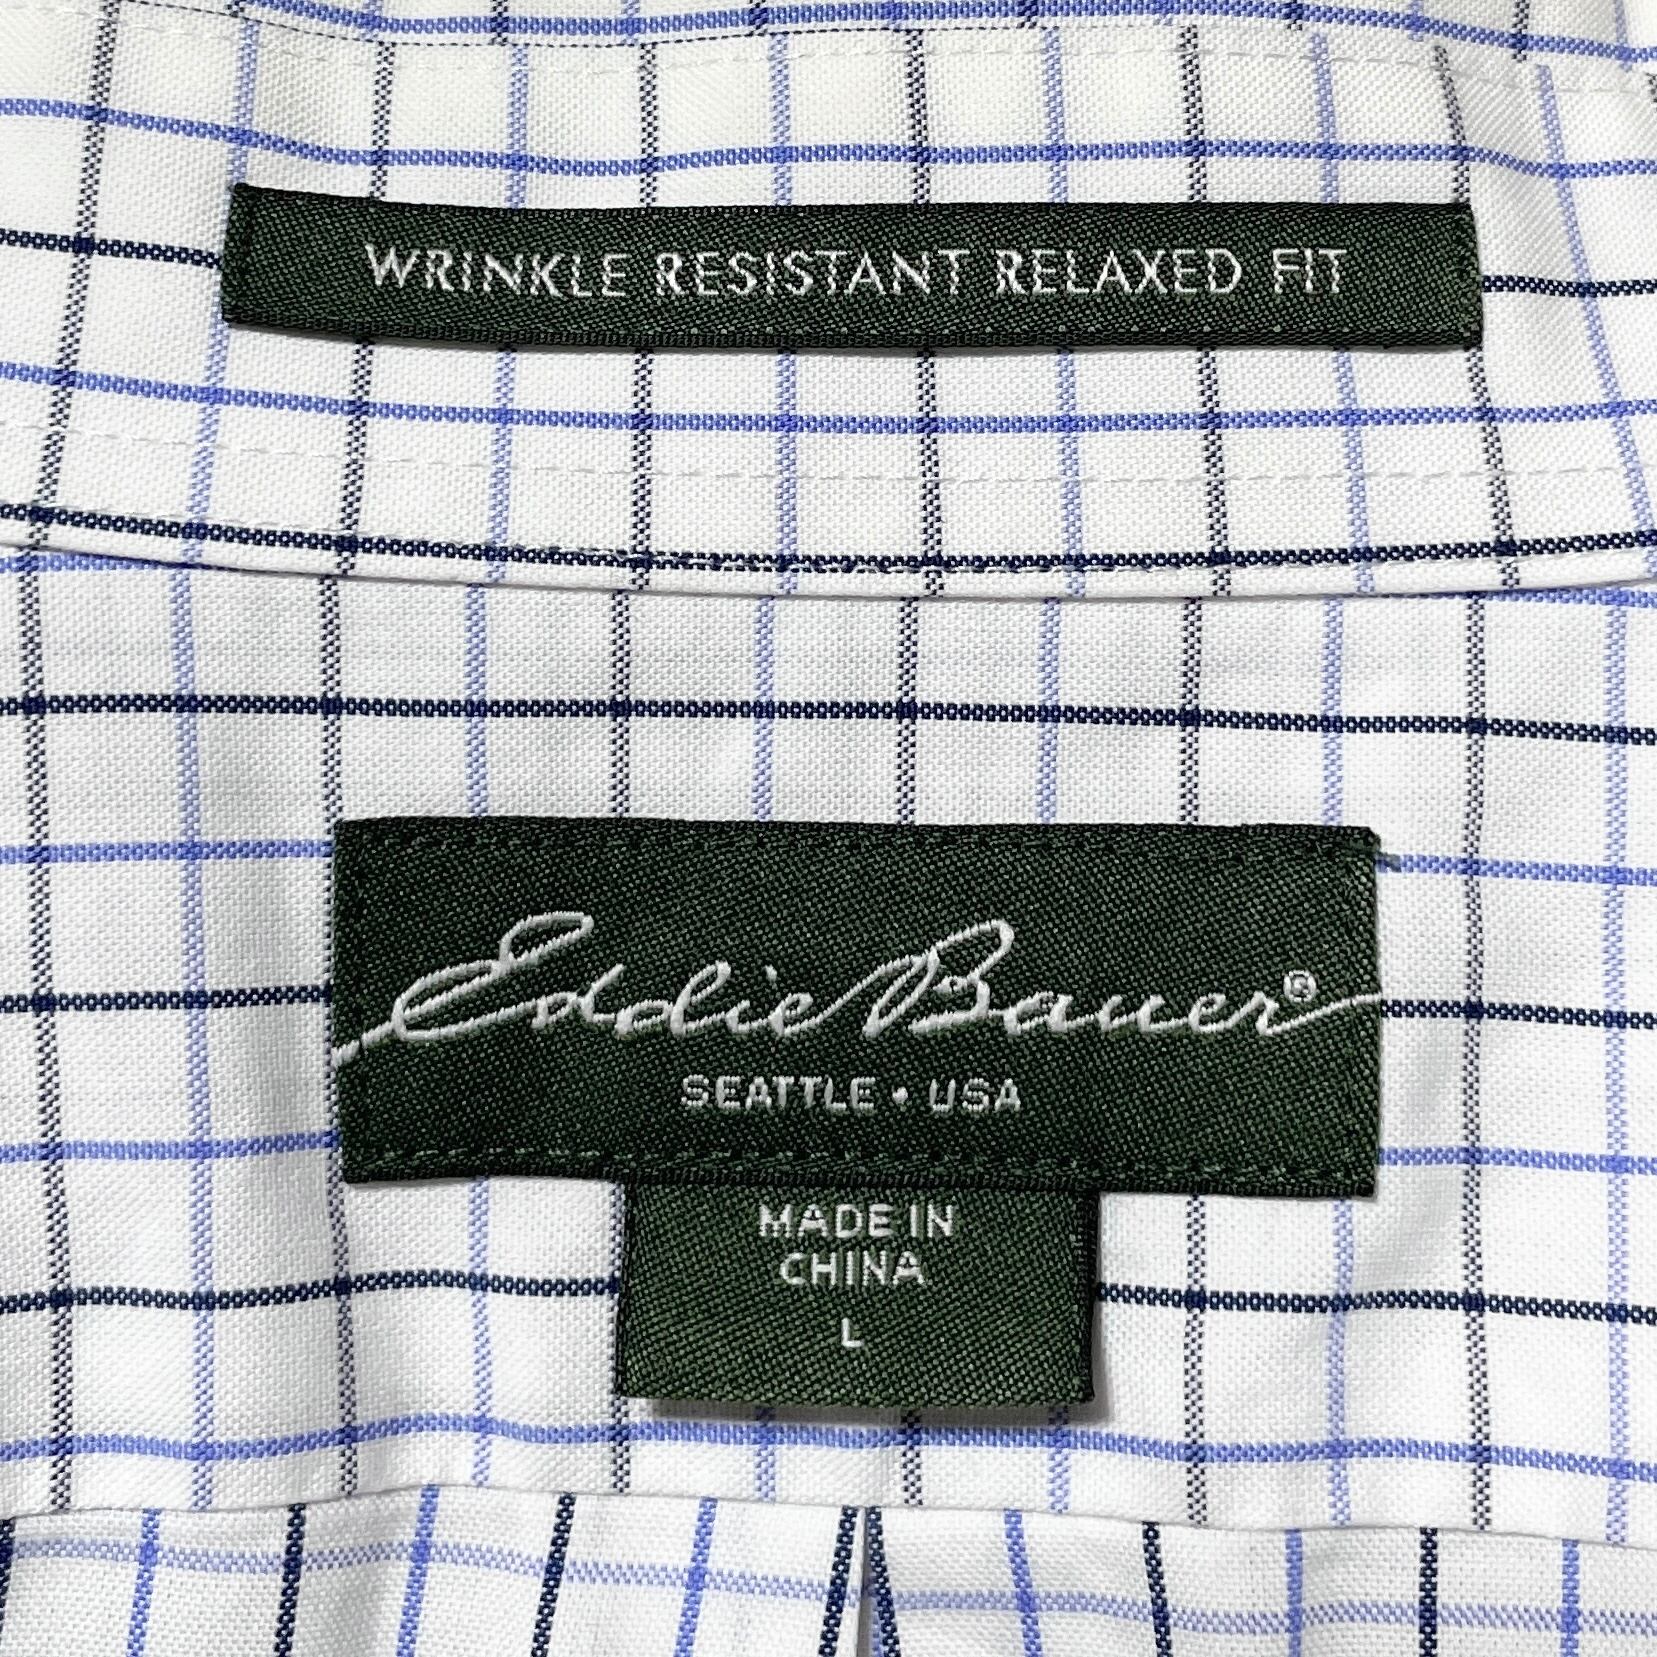 WRINKLE RESISTANT RELAXED FIT
Eddie Bauer®
SEATTLE • USA
MADE IN
CHINA
L